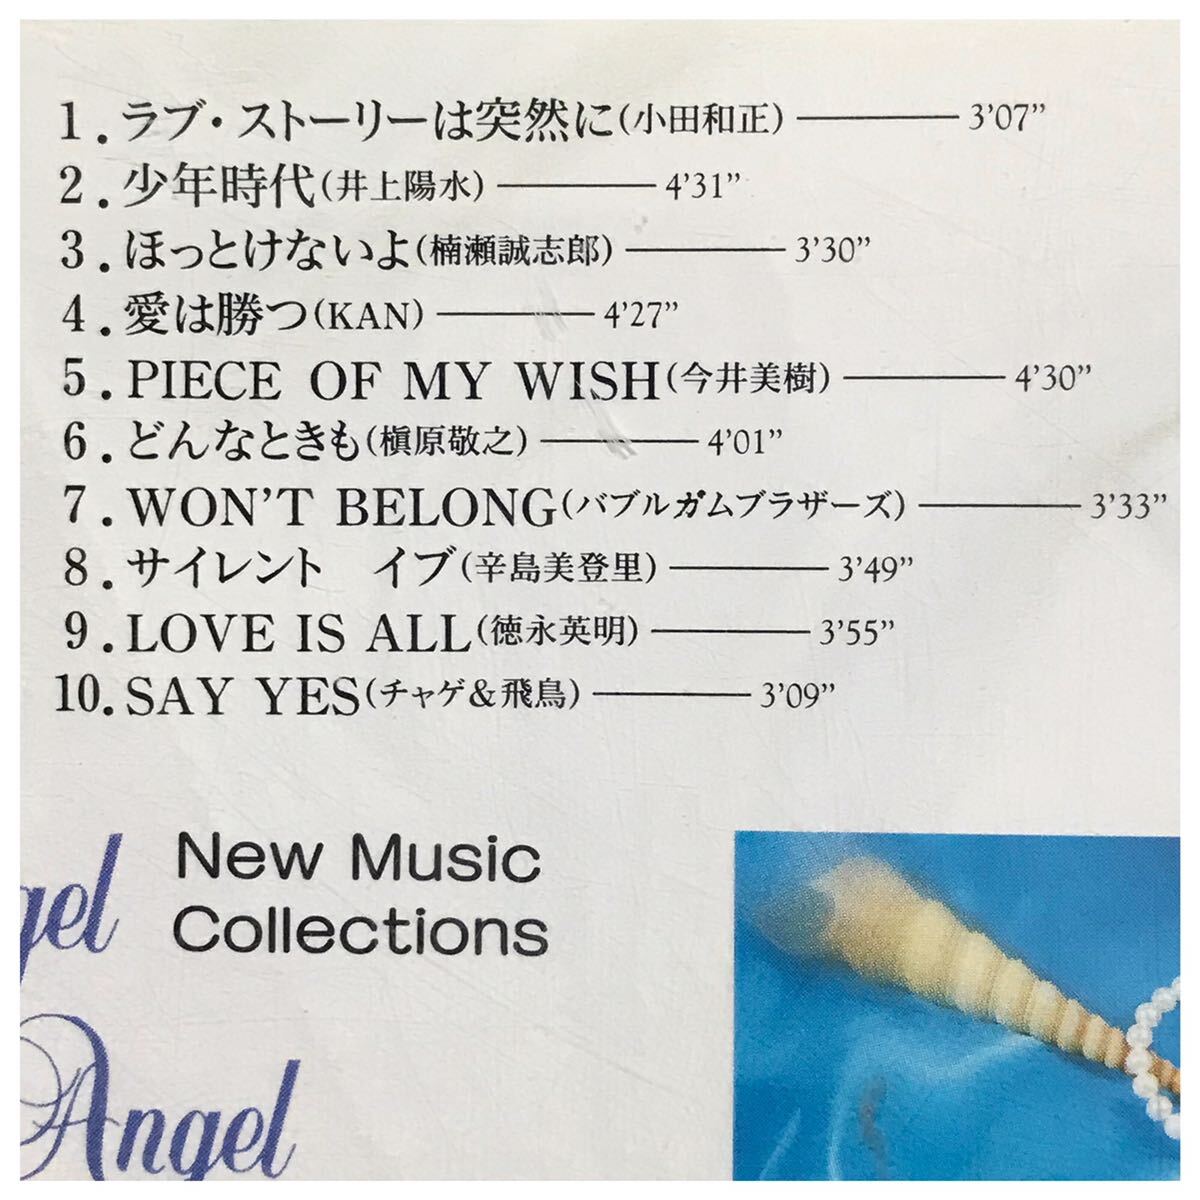 1.ラブ・ストーリーは突然に(小田和正)―――3'07"
2.少年時代(井上陽水)―――4'31"
3.ほっとけないよ(楠瀬誠志郎)―――3'30"
4.愛は勝つ(KAN)―――4'27"
5.PIECE OF MY WISH(今井美樹)―――4'30"
6.どんなときも(槇原敬之)―――4'01"
7.WON'T BELONG(バブルガムブラザーズ)―――3'33"
8.サイレント　イブ(辛島美登里)―――3'49"
9.LOVE IS ALL(徳永英明)―――3'55"
10.SAY YES(チャゲ&飛鳥)―――3'09"
New Music
Collections
gel
Angel